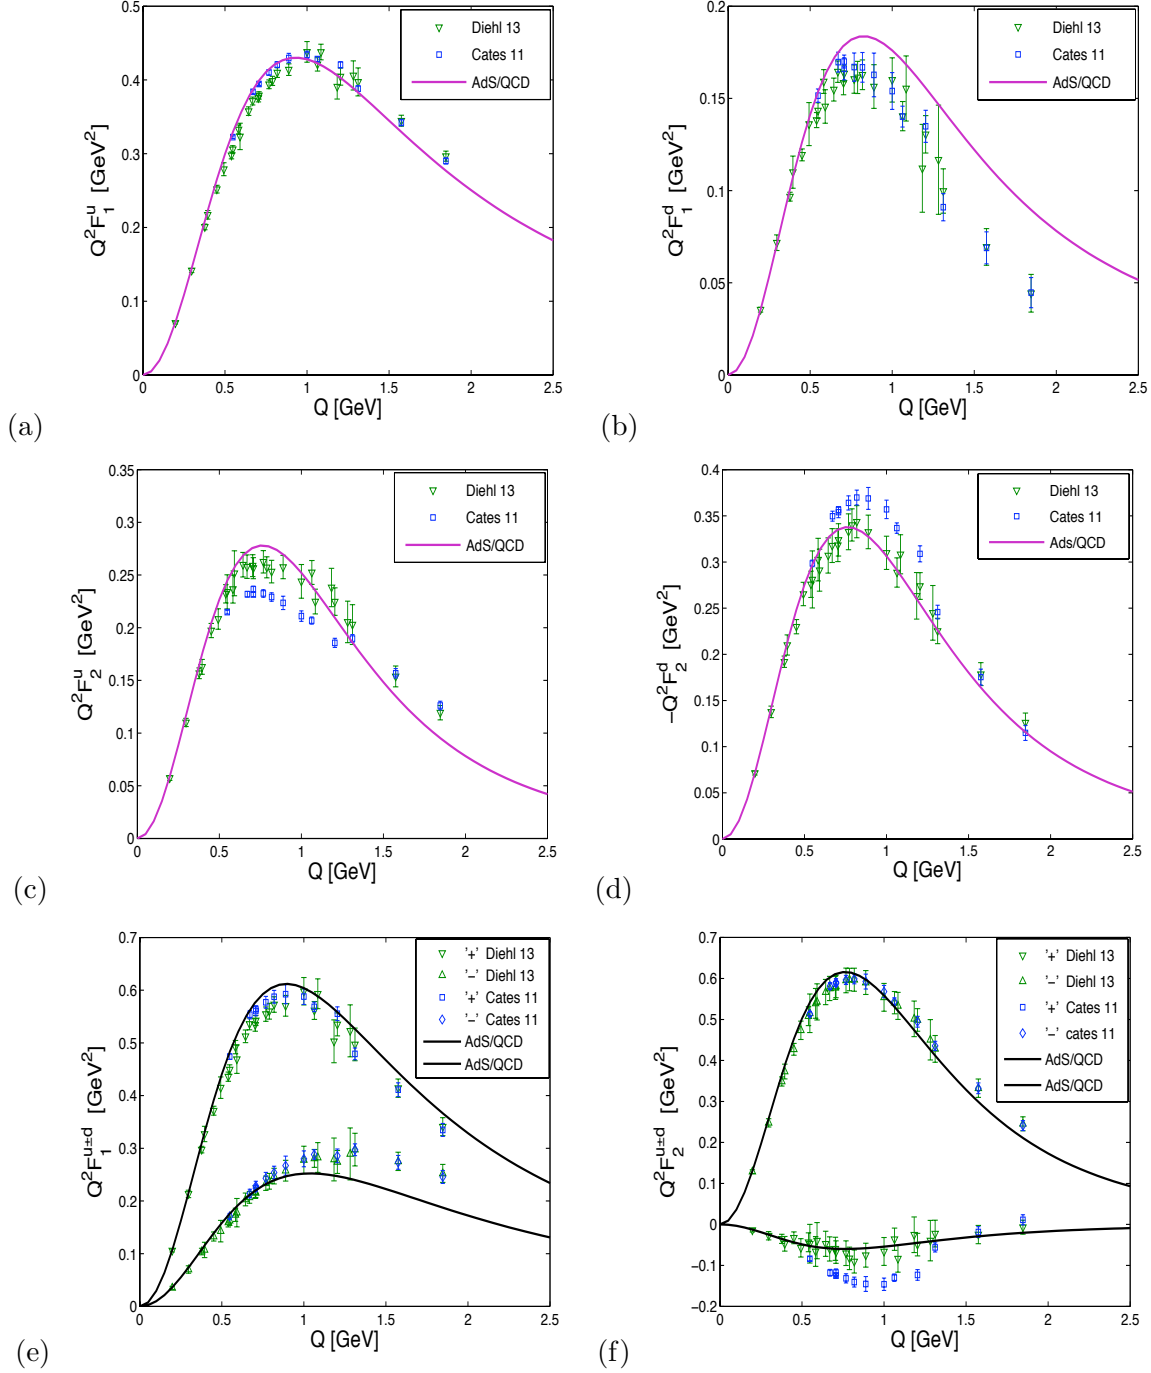 Diehl 13
Cates 11
AdS/QCD
Q²F₁ᵘ [GeV²]
0.5
0.4
0.3
0.2
0.1
0
0 0.5 1 1.5 2 2.5
Q [GeV]
(a)
Diehl 13
Cates 11
AdS/QCD
Q²F₁ᵈ [GeV²]
0.2
0.15
0.1
0.05
0
0 0.5 1 1.5 2 2.5
Q [GeV]
(b)
Diehl 13
Cates 11
AdS/QCD
Q²F₂ᵘ [GeV²]
0.35
0.3
0.25
0.2
0.15
0.1
0.05
0
0 0.5 1 1.5 2 2.5
Q [GeV]
(c)
Diehl 13
Cates 11
Ads/QCD
−Q²F₂ᵈ [GeV²]
0.4
0.35
0.3
0.25
0.2
0.15
0.1
0.05
0
0 0.5 1 1.5 2 2.5
Q [GeV]
(d)
'+' Diehl 13
'−' Diehl 13
'+' Cates 11
'−' Cates 11
AdS/QCD
AdS/QCD
Q²F₁ᵘ±ᵈ [GeV²]
0.7
0.6
0.5
0.4
0.3
0.2
0.1
0
0 0.5 1 1.5 2 2.5
Q [GeV]
(e)
'+' Diehl 13
'−' Diehl 13
'+' Cates 11
'−' cates 11
AdS/QCD
AdS/QCD
Q²F₂ᵘ±ᵈ [GeV²]
0.7
0.6
0.5
0.4
0.3
0.2
0.1
0
−0.1
−0.2
0 0.5 1 1.5 2 2.5
Q [GeV]
(f)